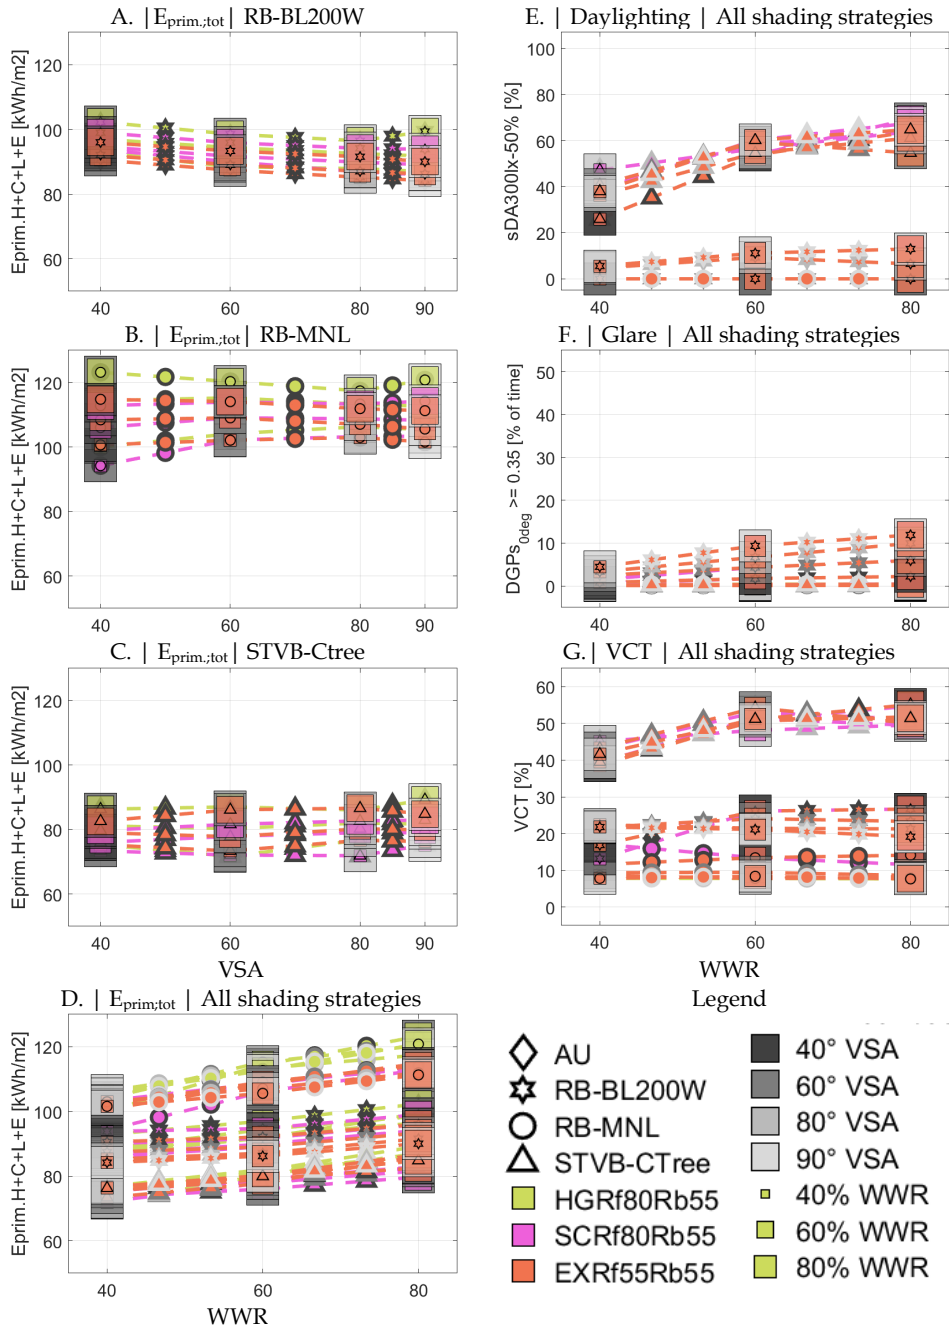 A. | Eprim.;tot| RB-BL200W
Eprim.H+C+L+E [kWh/m2]
120
100
80
60
40
60
80
90
B. | Eprim.;tot| RB-MNL
Eprim.H+C+L+E [kWh/m2]
120
100
80
60
40
60
80
90
C. | Eprim.;tot| STVB-Ctree
Eprim.H+C+L+E [kWh/m2]
120
100
80
60
40
60
80
90
VSA
D. | Eprim;tot | All shading strategies
Eprim.H+C+L+E [kWh/m2]
120
100
80
60
40
60
80
WWR
E. | Daylighting | All shading strategies
sDA300lx-50% [%]
100
80
60
40
20
0
40
60
80
F. | Glare | All shading strategies
DGPs0deg >= 0.35 [% of time]
50
40
30
20
10
0
40
60
80
G.| VCT | All shading strategies
VCT [%]
60
50
40
30
20
10
0
40
60
80
WWR
Legend
AU
RB-BL200W
RB-MNL
STVB-CTree
HGRf80Rb55
SCRf80Rb55
EXRf55Rb55
40° VSA
60° VSA
80° VSA
90° VSA
40% WWR
60% WWR
80% WWR